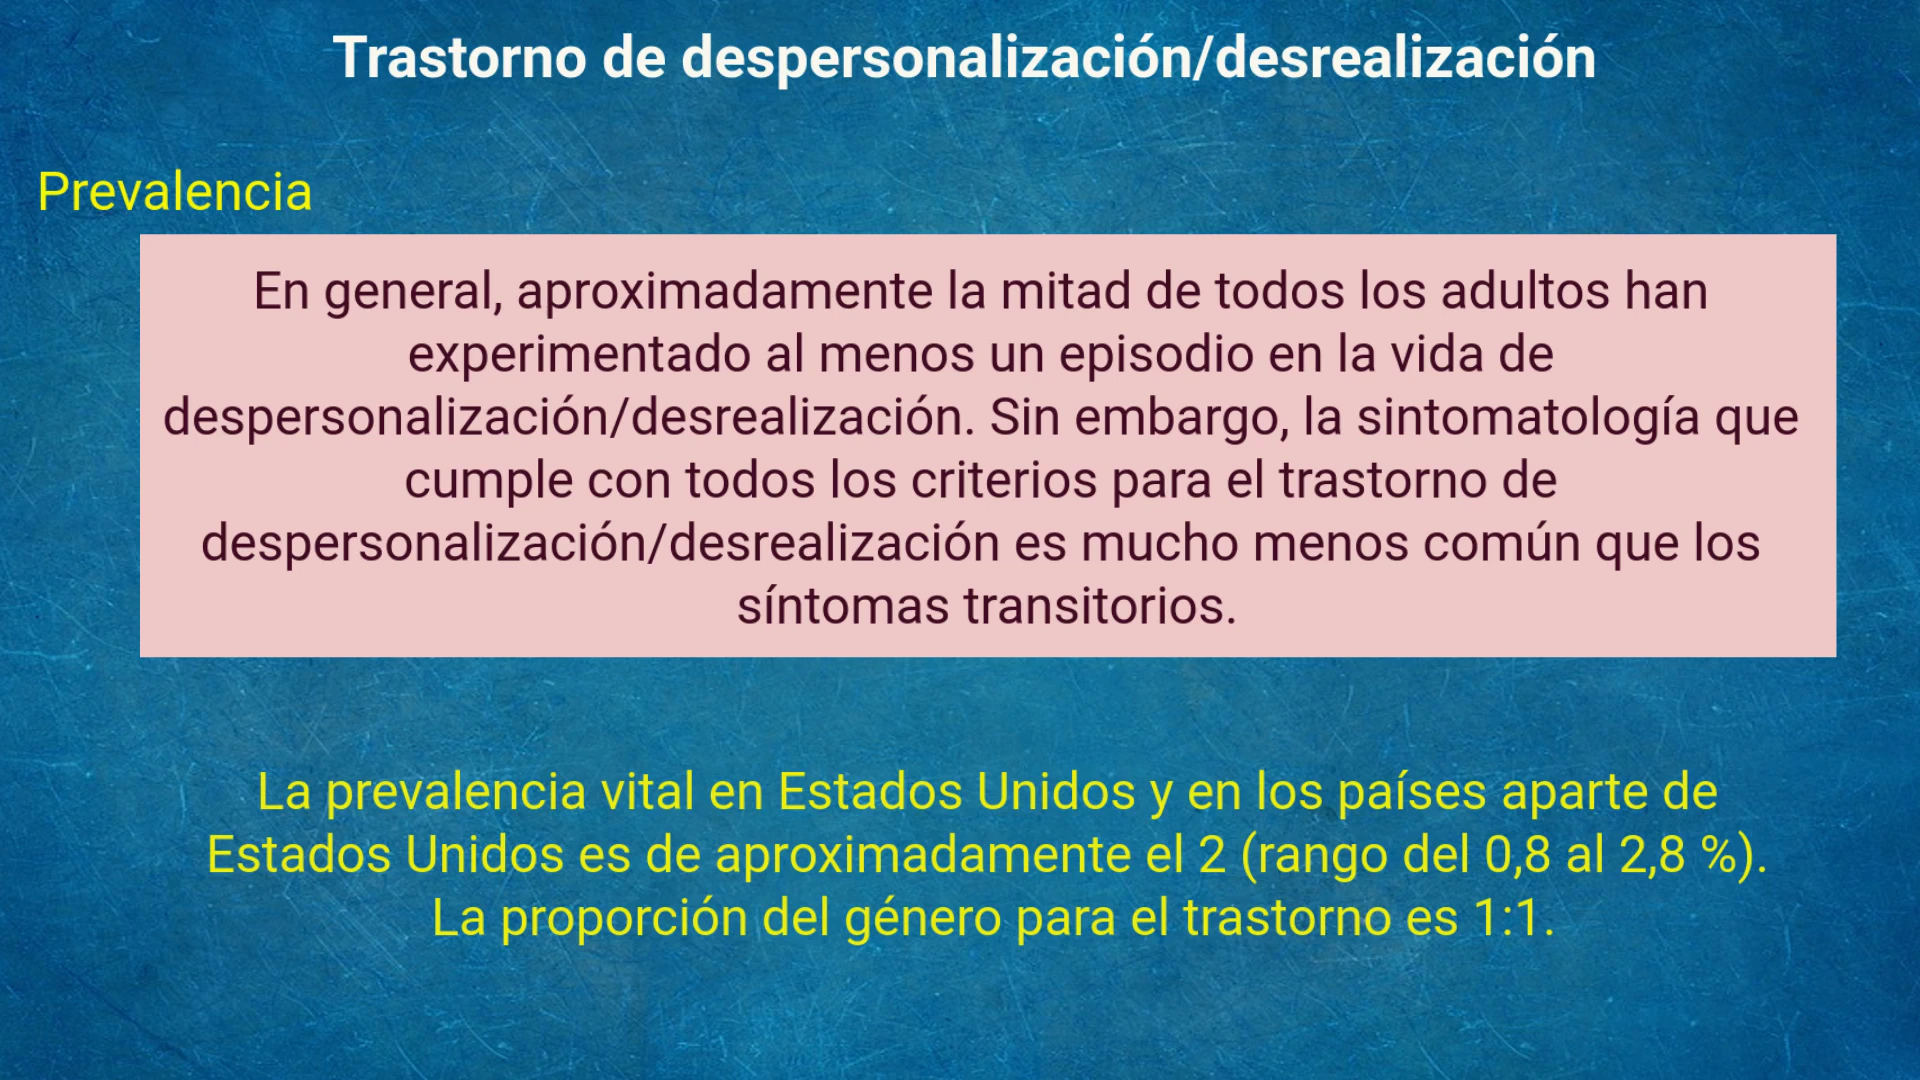 Trastorno de despersonalización/desrealización
Prevalencia
En general, aproximadamente la mitad de todos los adultos han
experimentado al menos un episodio en la vida de
despersonalización/desrealización. Sin embargo, la sintomatología que
cumple con todos los criterios para el trastorno de
despersonalización/desrealización es mucho menos común que los
síntomas transitorios.
La prevalencia vital en Estados Unidos y en los países aparte de
Estados Unidos es de aproximadamente el 2 (rango del 0,8 al 2,8 %).
La proporción del género para el trastorno es 1:1.